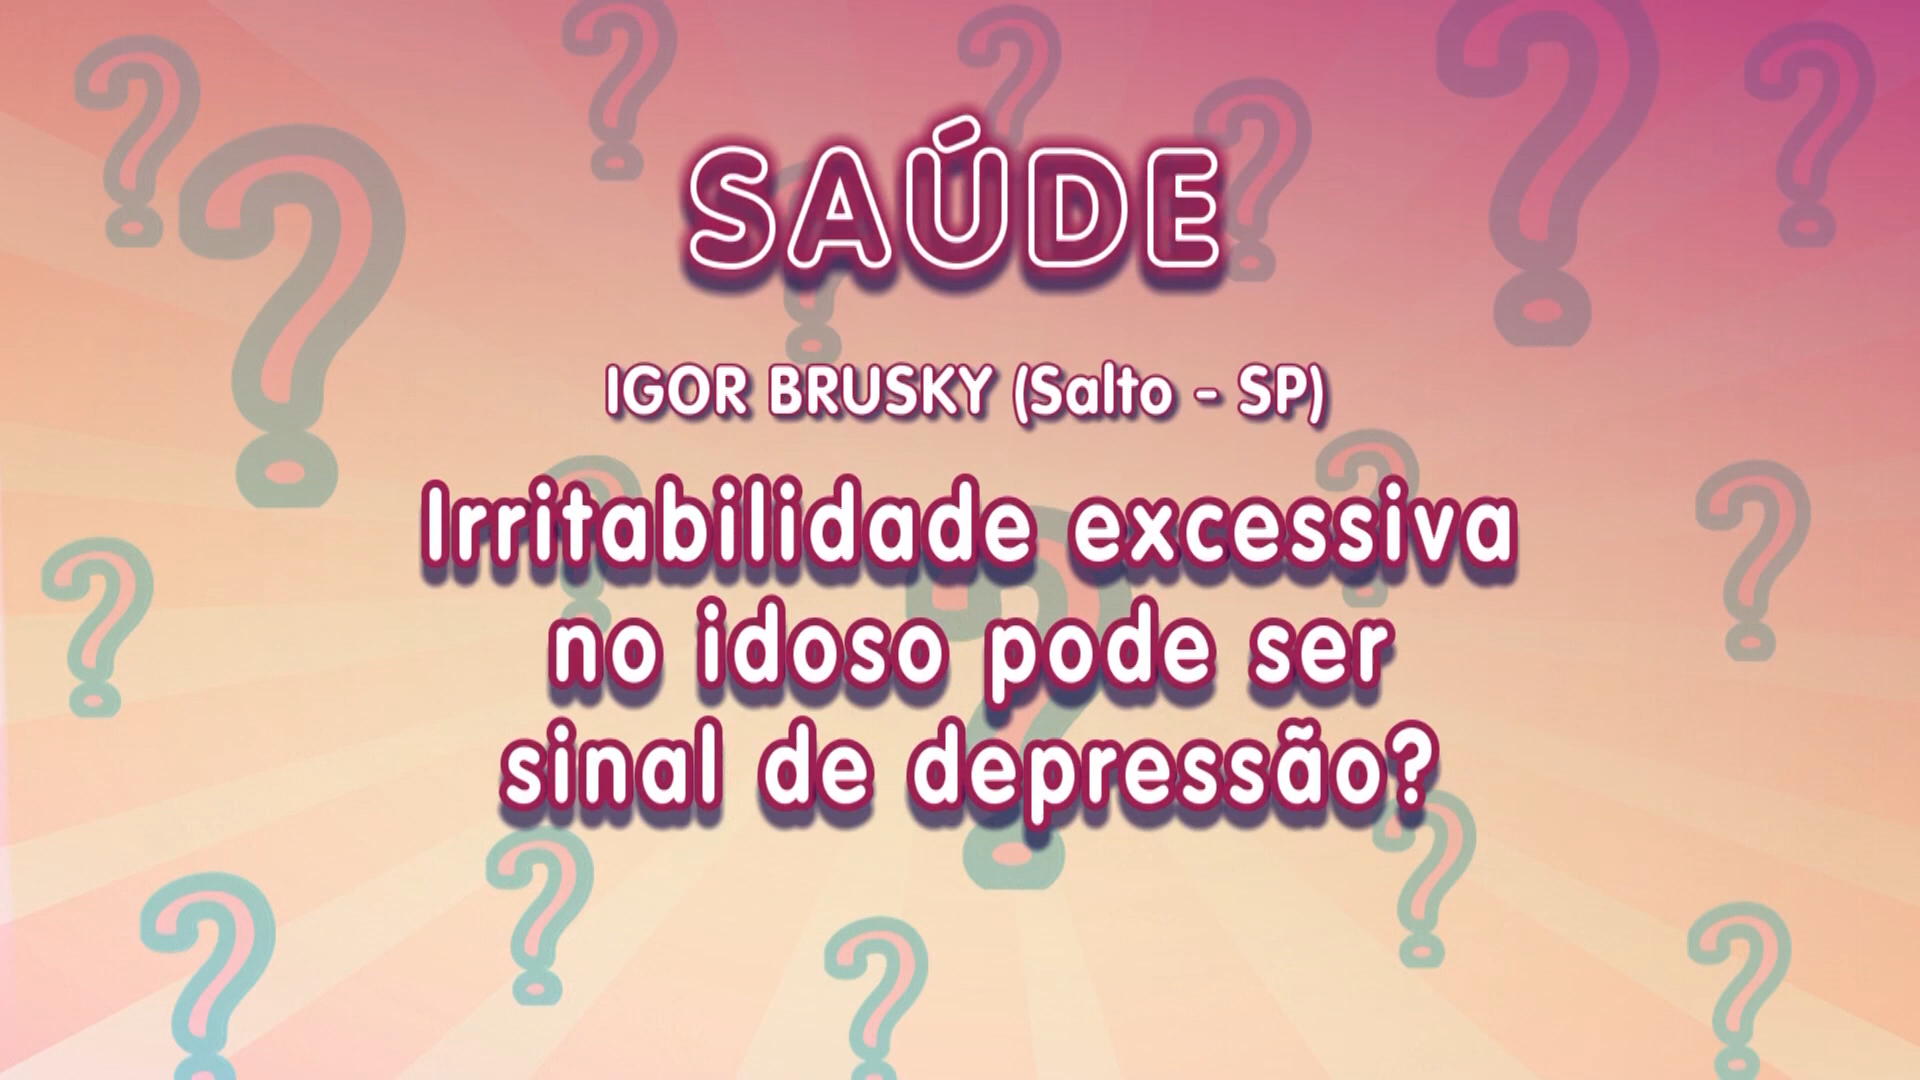 SAÚDE
IGOR BRUSKY (Salto - SP)
Irritabilidade excessiva
no idoso pode ser
sinal de depressão?